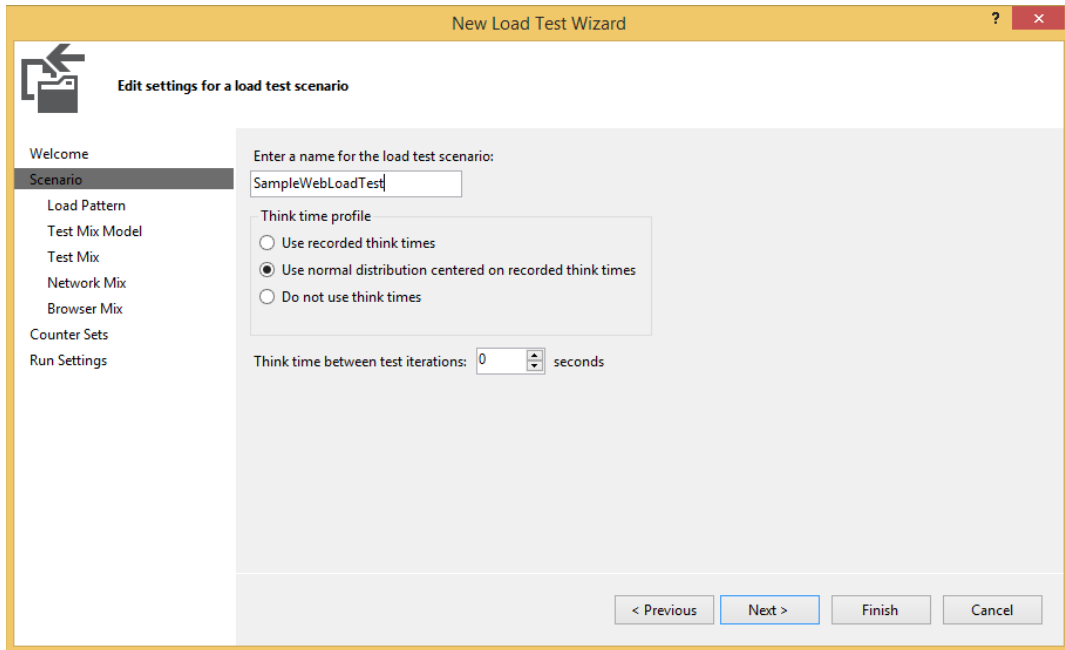 New Load Test Wizard
?
×
Edit settings for a load test scenario
Welcome
Scenario
Load Pattern
Test Mix Model
Test Mix
Network Mix
Browser Mix
Counter Sets
Run Settings
Enter a name for the load test scenario:
SampleWebLoadTest
Think time profile
Use recorded think times
Use normal distribution centered on recorded think times
Do not use think times
Think time between test iterations: 0 seconds
< Previous Next > Finish Cancel